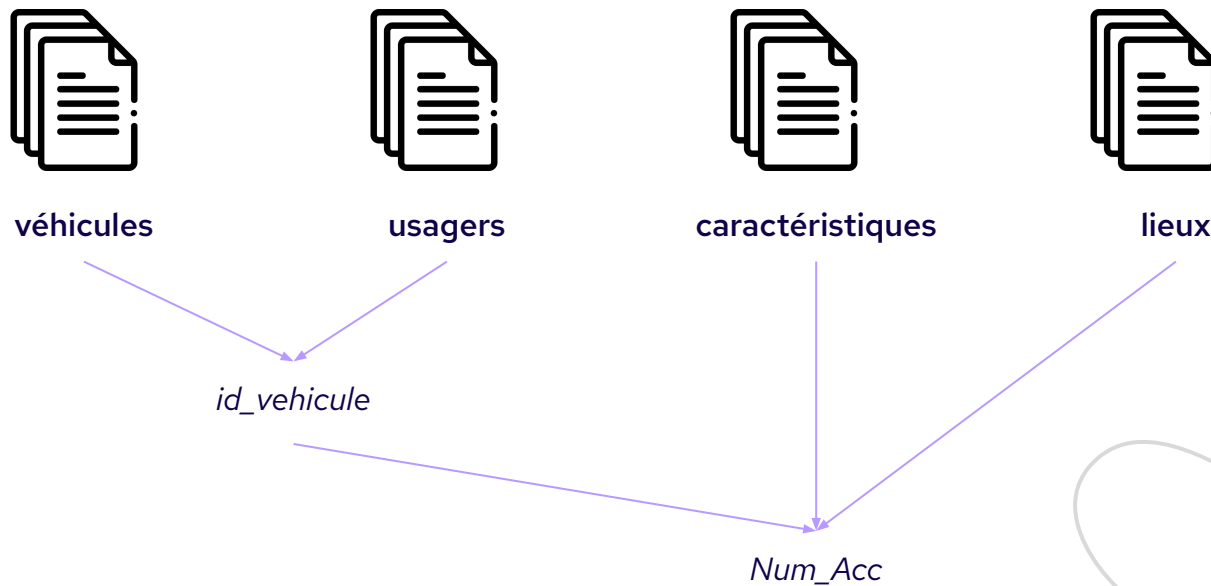 véhicules
usagers
caractéristiques
lieux
id_vehicule
Num_Acc